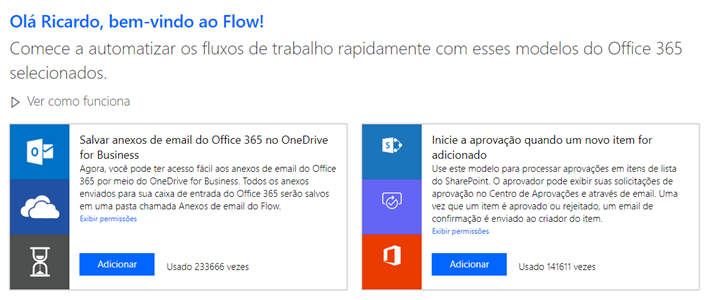 Olá Ricardo, bem-vindo ao Flow!
Comece a automatizar os fluxos de trabalho rapidamente com esses modelos do Office 365
selecionados.
Ver como funciona
Salvar anexos de email do Office 365 no OneDrive
for Business
Agora, você pode ter acesso fácil aos anexos de email do Office
365 por meio do OneDrive for Business. Todos os anexos
enviados para sua caixa de entrada do Office 365 serão salvos
em uma pasta chamada Anexos de email do Flow.
Exibir permissões
Adicionar
Usado 233666 vezes
Inicie a aprovação quando um novo item for
adicionado
Use este modelo para processar aprovações em itens de lista
do SharePoint. O aprovador pode exibir suas solicitações de
aprovação no Centro de Aprovações e através de email. Uma
vez que um item é aprovado ou rejeitado, um email de
confirmação é enviado ao criador do item.
Exibir permissões
Adicionar
Usado 141611 vezes